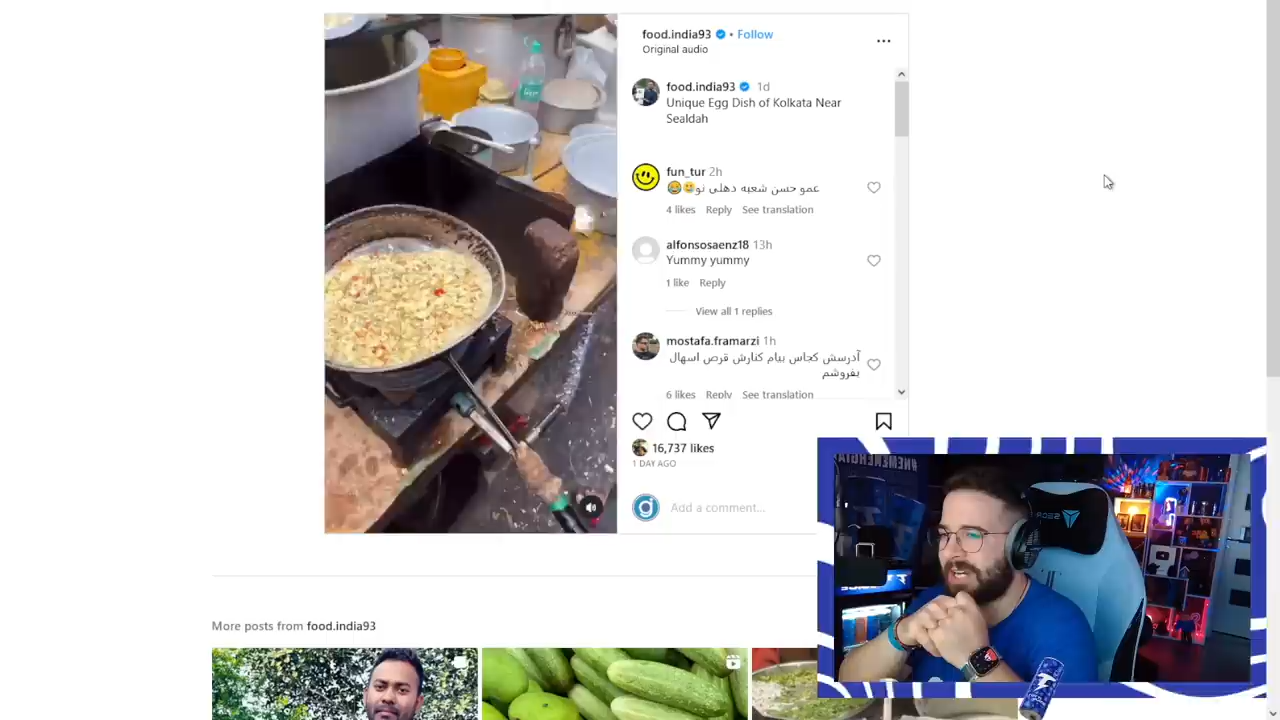 food.india93 • Follow
Original audio
food.india93 1d
Unique Egg Dish of Kolkata Near
Sealdah
fun_tur 2h
عمو حسن شعبه دهلی نو🥲😂
4 likes Reply See translation
alfonsosaenz18 13h
Yummy yummy
1 like Reply
View all 1 replies
mostafa.framarzi 1h
آدرسش کجاس بیام کنارش قرص اسهال
بفروشم
6 likes Reply See translation
16,737 likes
1 DAY AGO
Add a comment...
More posts from food.india93